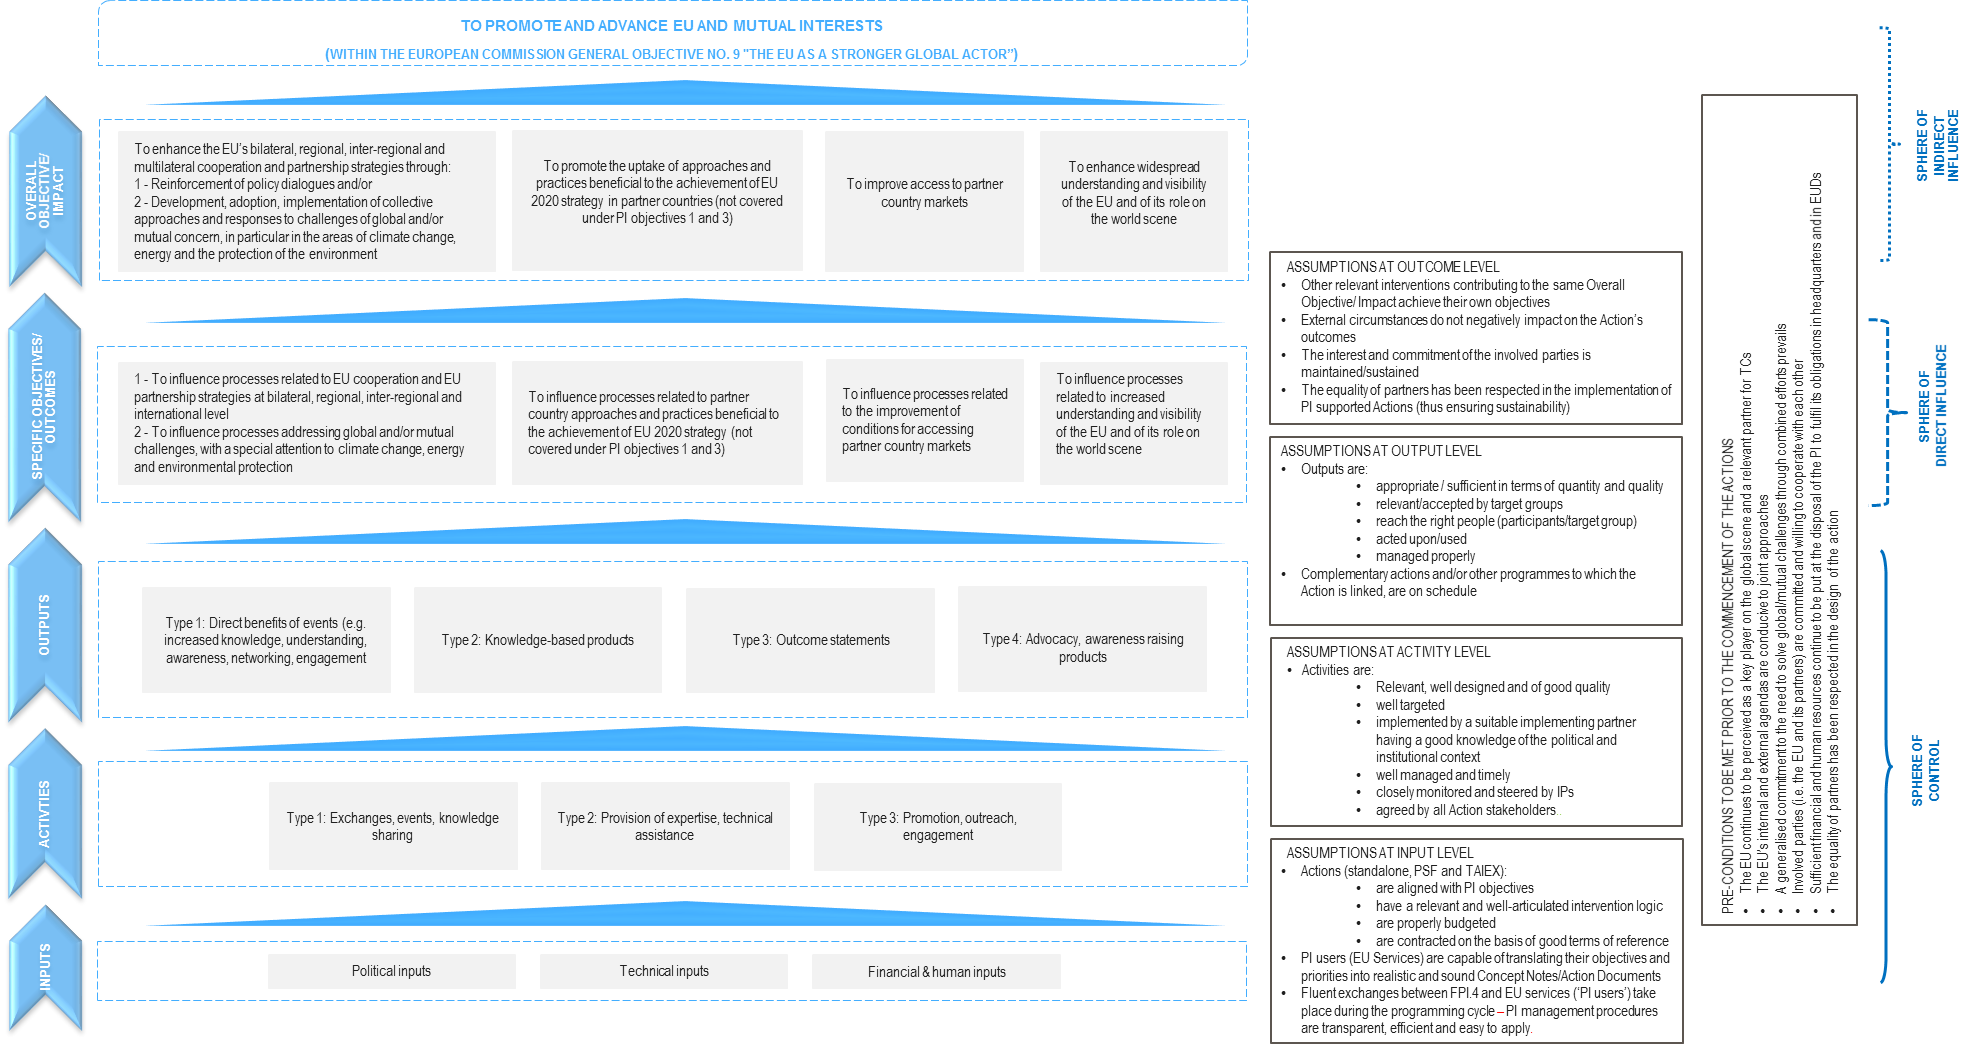 TO PROMOTE AND ADVANCE EU AND MUTUAL INTERESTS
(WITHIN THE EUROPEAN COMMISSION GENERAL OBJECTIVE NO. 9 "THE EU AS A STRONGER GLOBAL ACTOR")
OVERALL
OBJECTIVE/
IMPACT
To enhance the EU's bilateral, regional, inter-regional and
multilateral cooperation and partnership strategies through:
1 - Reinforcement of policy dialogues and/or
2 - Development, adoption, implementation of collective
approaches and responses to challenges of global and/or
mutual concern, in particular in the areas of climate change,
energy and the protection of the environment
To promote the uptake of approaches and
practices beneficial to the achievement of EU
2020 strategy in partner countries (not covered
under PI objectives 1 and 3)
To improve access to partner
country markets
To enhance widespread
understanding and visibility
of the EU and of its role on
the world scene
SPECIFIC OBJECTIVES/
OUTCOMES
1 - To influence processes related to EU cooperation and EU
partnership strategies at bilateral, regional, inter-regional and
international level
2 - To influence processes addressing global and/or mutual
challenges, with a special attention to climate change, energy
and environmental protection
To influence processes related to partner
country approaches and practices beneficial to
the achievement of EU 2020 strategy (not
covered under PI objectives 1 and 3)
To influence processes related
to the improvement of
conditions for accessing
partner country markets
To influence processes
related to increased
understanding and visibility
of the EU and of its role on
the world scene
OUTPUTS
Type 1: Direct benefits of events (e.g.
increased knowledge, understanding,
awareness, networking, engagement
Type 2: Knowledge-based products
Type 3: Outcome statements
Type 4: Advocacy, awareness raising
products
ACTIVTIES
Type 1: Exchanges, events, knowledge
sharing
Type 2: Provision of expertise, technical
assistance
Type 3: Promotion, outreach,
engagement
INPUTS
Political inputs
Technical inputs
Financial & human inputs
ASSUMPTIONS AT OUTCOME LEVEL
• Other relevant interventions contributing to the same Overall
Objective/ Impact achieve their own objectives
• External circumstances do not negatively impact on the Action's
outcomes
• The interest and commitment of the involved parties is
maintained/sustained
• The equality of partners has been respected in the implementation of
PI supported Actions (thus ensuring sustainability)
ASSUMPTIONS AT OUTPUT LEVEL
• Outputs are:
• appropriate / sufficient in terms of quantity and quality
• relevant/accepted by target groups
• reach the right people (participants/target group)
• acted upon/used
• managed properly
• Complementary actions and/or other programmes to which the
Action is linked, are on schedule
ASSUMPTIONS AT ACTIVITY LEVEL
• Activities are:
• Relevant, well designed and of good quality
• well targeted
• implemented by a suitable implementing partner
having a good knowledge of the political and
institutional context
• well managed and timely
• closely monitored and steered by IPs
• agreed by all Action stakeholders..
ASSUMPTIONS AT INPUT LEVEL
• Actions (standalone, PSF and TAIEX):
• are aligned with PI objectives
• have a relevant and well-articulated intervention logic
• are properly budgeted
• are contracted on the basis of good terms of reference
• PI users (EU Services) are capable of translating their objectives and
priorities into realistic and sound Concept Notes/Action Documents
• Fluent exchanges between FPI.4 and EU services ('PI users') take
place during the programming cycle – PI management procedures
are transparent, efficient and easy to apply.
PRE-CONDITIONS TO BE MET PRIOR TO THE COMMENCEMENT OF THE ACTIONS
• The EU continues to be perceived as a key player on the global scene and a relevant partner for TCs
• The EU's internal and external agendas are conducive to joint approaches
• A generalised commitment to the need to solve global/mutual challenges through combined efforts prevails
• Involved parties (i.e. the EU and its partners) are committed and willing to cooperate with each other
• Sufficient financial and human resources continue to be put at the disposal of the PI to fulfil its obligations in headquarters and in EUDs
• The equality of partners has been respected in the design of the action
SPHERE OF
INDIRECT
INFLUENCE
SPHERE OF
DIRECT INFLUENCE
SPHERE OF
CONTROL